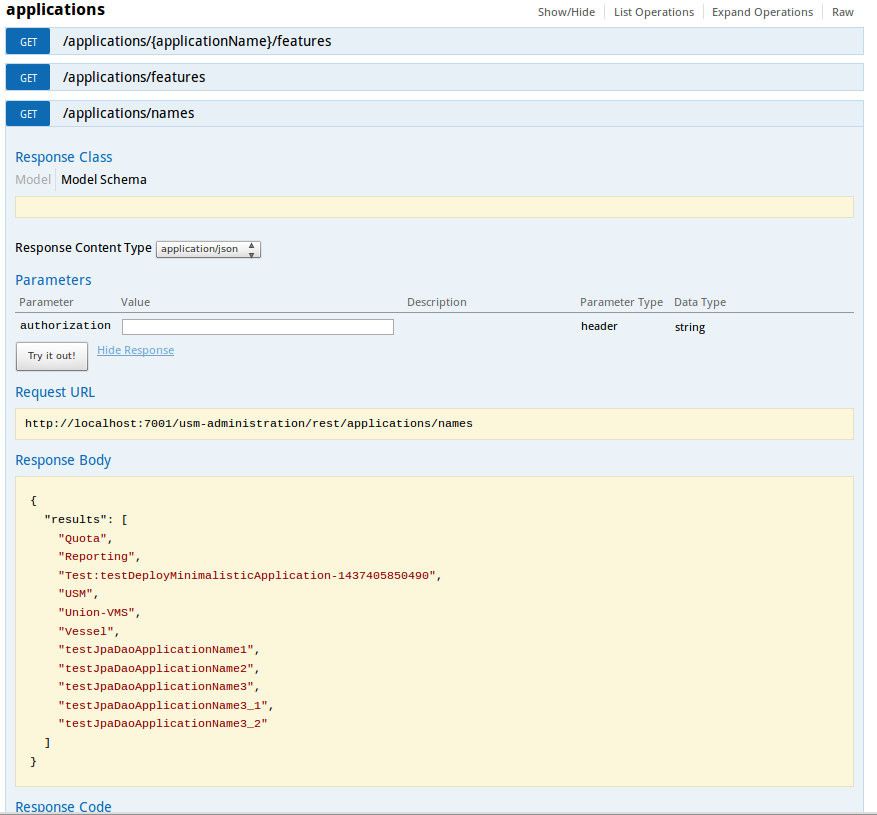 applications
Show/Hide List Operations Expand Operations Raw
GET /applications/{applicationName}/features
GET /applications/features
GET /applications/names
Response Class
Model Model Schema
Response Content Type application/json
Parameters
Parameter Value Description Parameter Type Data Type
authorization header string
Try it out! Hide Response
Request URL
http://localhost:7001/usm-administration/rest/applications/names
Response Body
{
"results": [
"Quota",
"Reporting",
"Test:testDeployMinimalisticApplication-1437405850490",
"USM",
"Union-VMS",
"Vessel",
"testJpaDaoApplicationName1",
"testJpaDaoApplicationName2",
"testJpaDaoApplicationName3",
"testJpaDaoApplicationName3_1",
"testJpaDaoApplicationName3_2"
]
}
Response Code